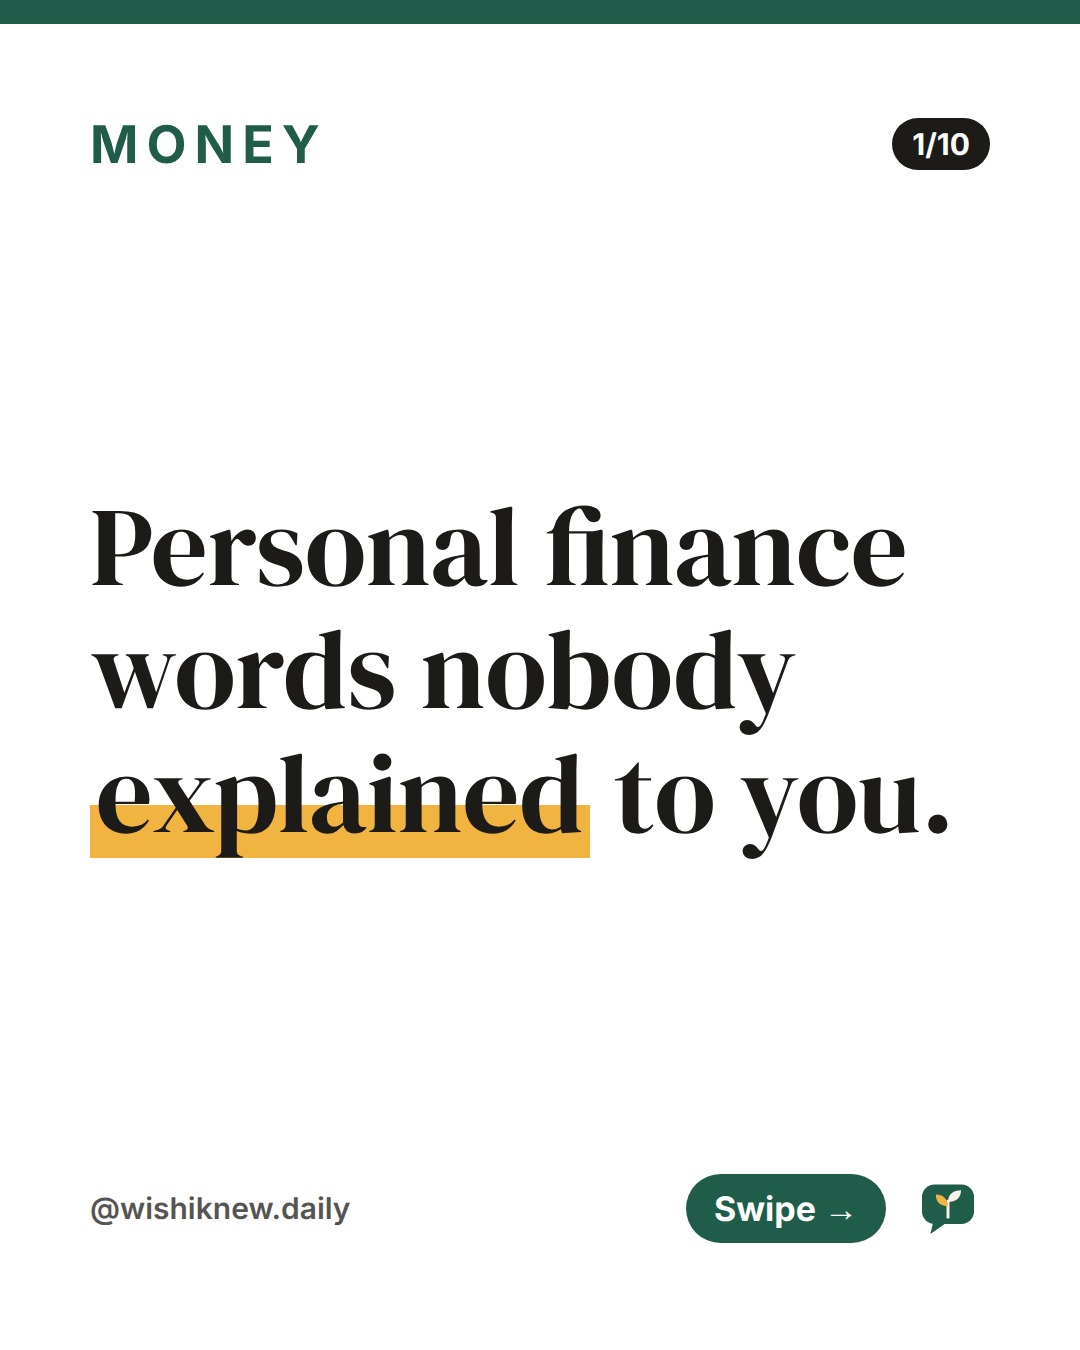 MONEY
1/10
Personal finance
words nobody
explained to you.
@wishiknew.daily
Swipe →